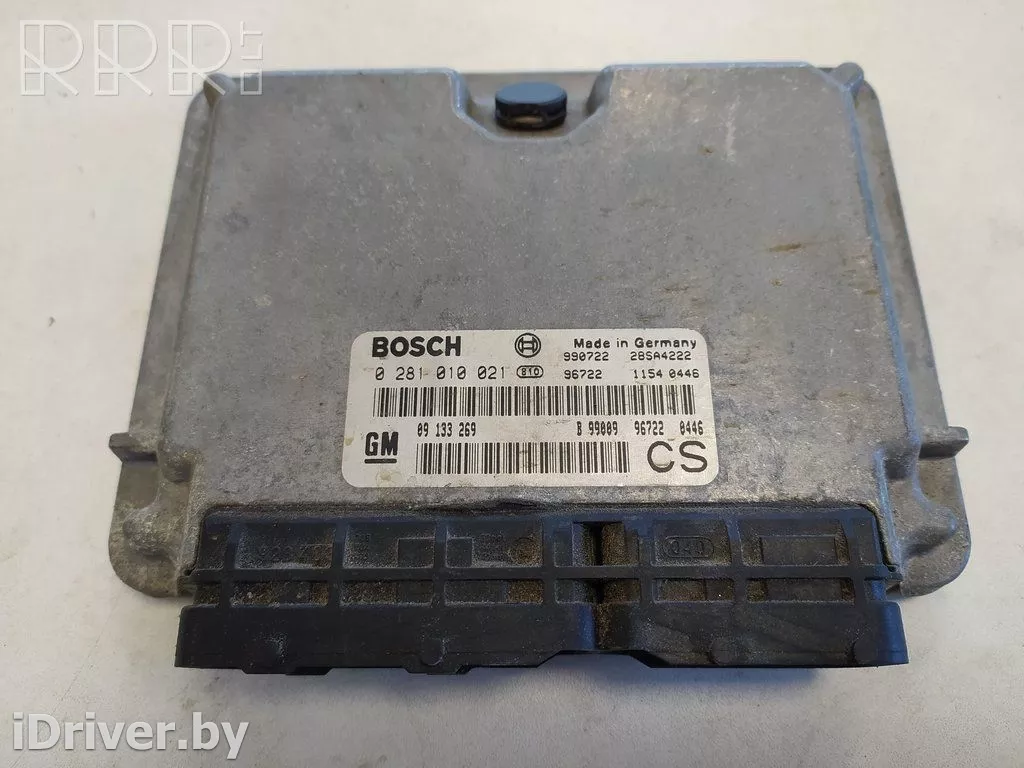 RRR.LT
BOSCH Made in Germany
990722 28SA4222
0 281 010 021 810 96722 1154 0446
GM 09 133 269 B 99009 96722 0446
CS
iDriver.by